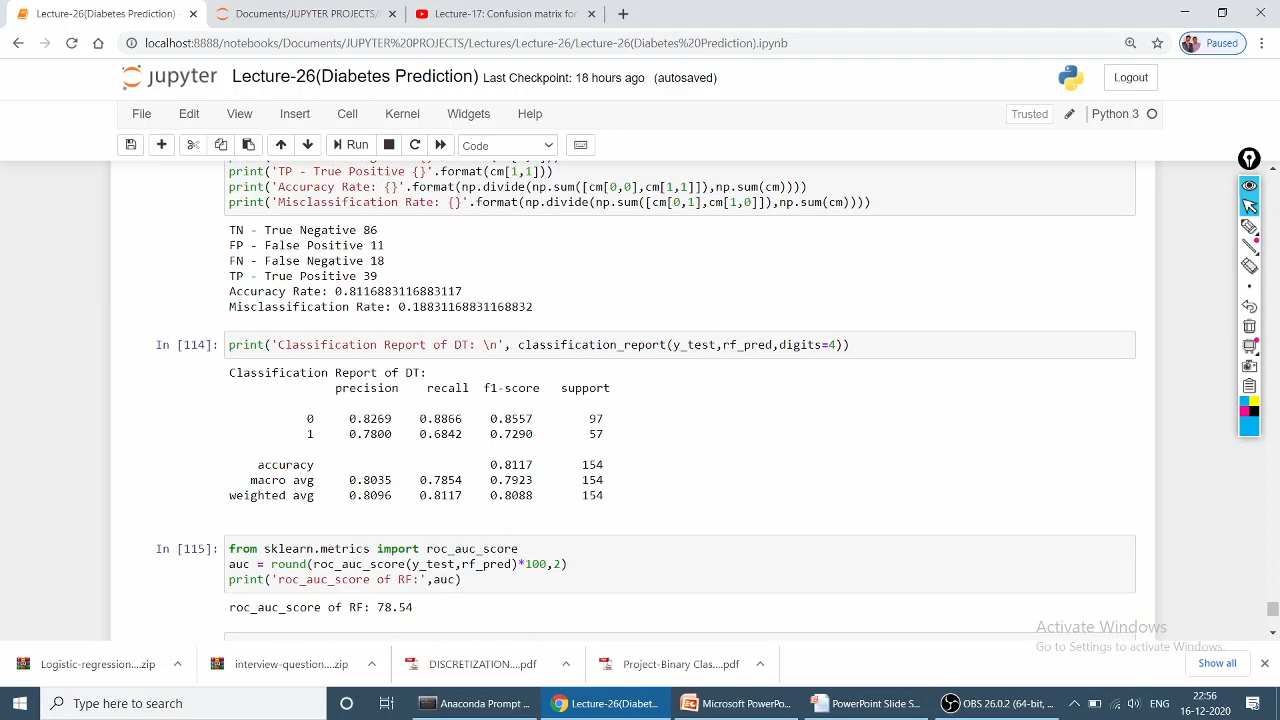 Lecture-26(Diabetes Prediction)
Documents/JUPYTER PROJECTS/
Lecture-17: Confusion matrix for
localhost:8888/notebooks/Documents/JUPYTER%20PROJECTS/Lectures/Lecture-26/Lecture-26(Diabetes%20Prediction).ipynb
Paused
jupyter Lecture-26(Diabetes Prediction) Last Checkpoint: 18 hours ago (autosaved)
Logout
File Edit View Insert Cell Kernel Widgets Help
Trusted
Python 3
Run
Code
print('TP - True Positive {}'.format(cm[1,1]))
print('Accuracy Rate: {}'.format(np.divide(np.sum([cm[0,0],cm[1,1]]),np.sum(cm))))
print('Misclassification Rate: {}'.format(np.divide(np.sum([cm[0,1],cm[1,0]]),np.sum(cm))))
TN - True Negative 86
FP - False Positive 11
FN - False Negative 18
TP - True Positive 39
Accuracy Rate: 0.8116883116883117
Misclassification Rate: 0.18831168831168832
In [114]: print('Classification Report of DT: \n', classification_report(y_test,rf_pred,digits=4))
Classification Report of DT:
precision recall f1-score support
0 0.8269 0.8866 0.8557 97
1 0.7800 0.6842 0.7290 57
accuracy 0.8117 154
macro avg 0.8035 0.7854 0.7923 154
weighted avg 0.8096 0.8117 0.8088 154
In [115]: from sklearn.metrics import roc_auc_score
auc = round(roc_auc_score(y_test,rf_pred)*100,2)
print('roc_auc_score of RF:',auc)
roc_auc_score of RF: 78.54
Activate Windows
Go to Settings to activate Windows.
Logistic-regression....zip
interview-question....zip
DISCRETIZATION....pdf
Project-Binary Clas....pdf
Show all
Type here to search
Anaconda Prompt ...
Lecture-26(Diabet...
Microsoft PowerPo...
PowerPoint Slide S...
OBS 26.0.2 (64-bit, ...
ENG
22:56
16-12-2020